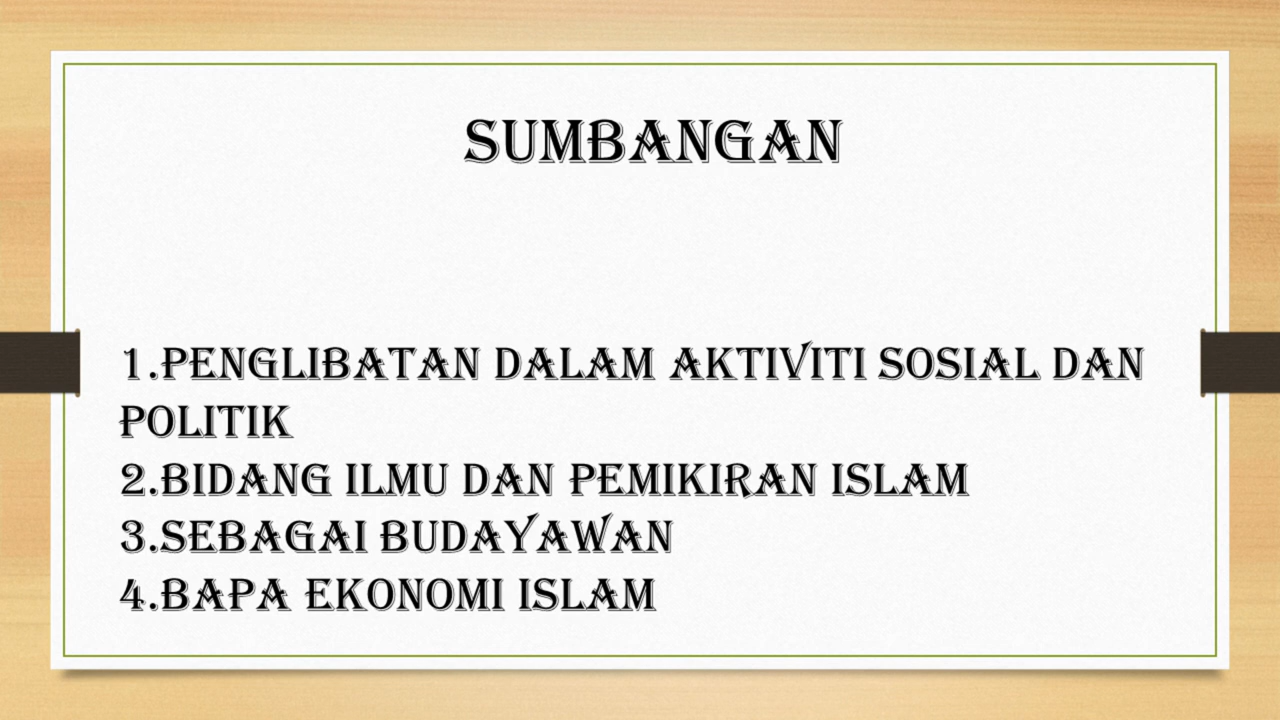 SUMBANGAN
1.PENGLIBATAN DALAM AKTIVITI SOSIAL DAN
POLITIK
2.BIDANG ILMU DAN PEMIKIRAN ISLAM
3.SEBAGAI BUDAYAWAN
4.BAPA EKONOMI ISLAM